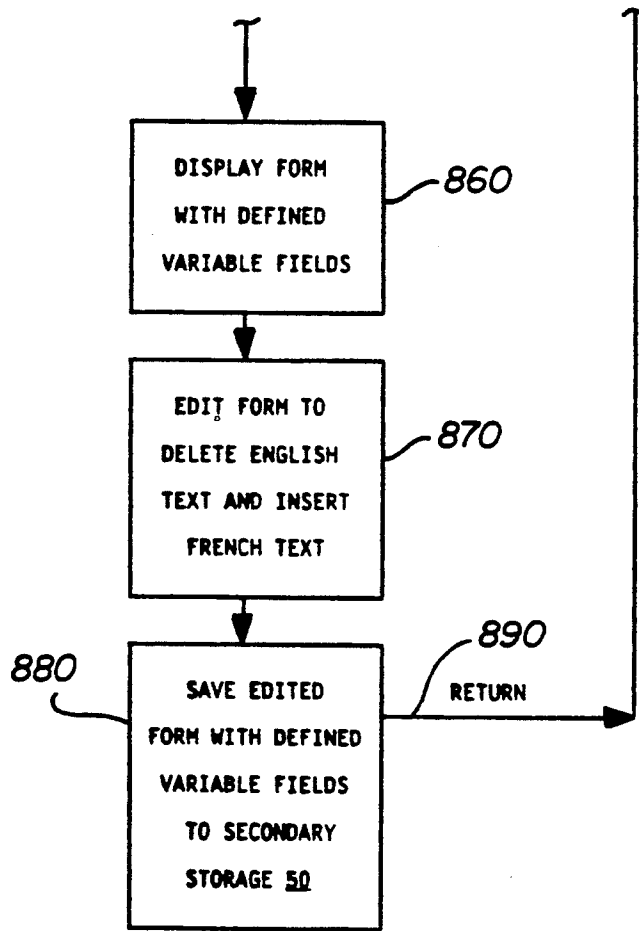 DISPLAY FORM
WITH DEFINED
VARIABLE FIELDS
860
EDIT FORM TO
DELETE ENGLISH
TEXT AND INSERT
FRENCH TEXT
870
880
SAVE EDITED
FORM WITH DEFINED
VARIABLE FIELDS
TO SECONDARY
STORAGE 50
890
RETURN